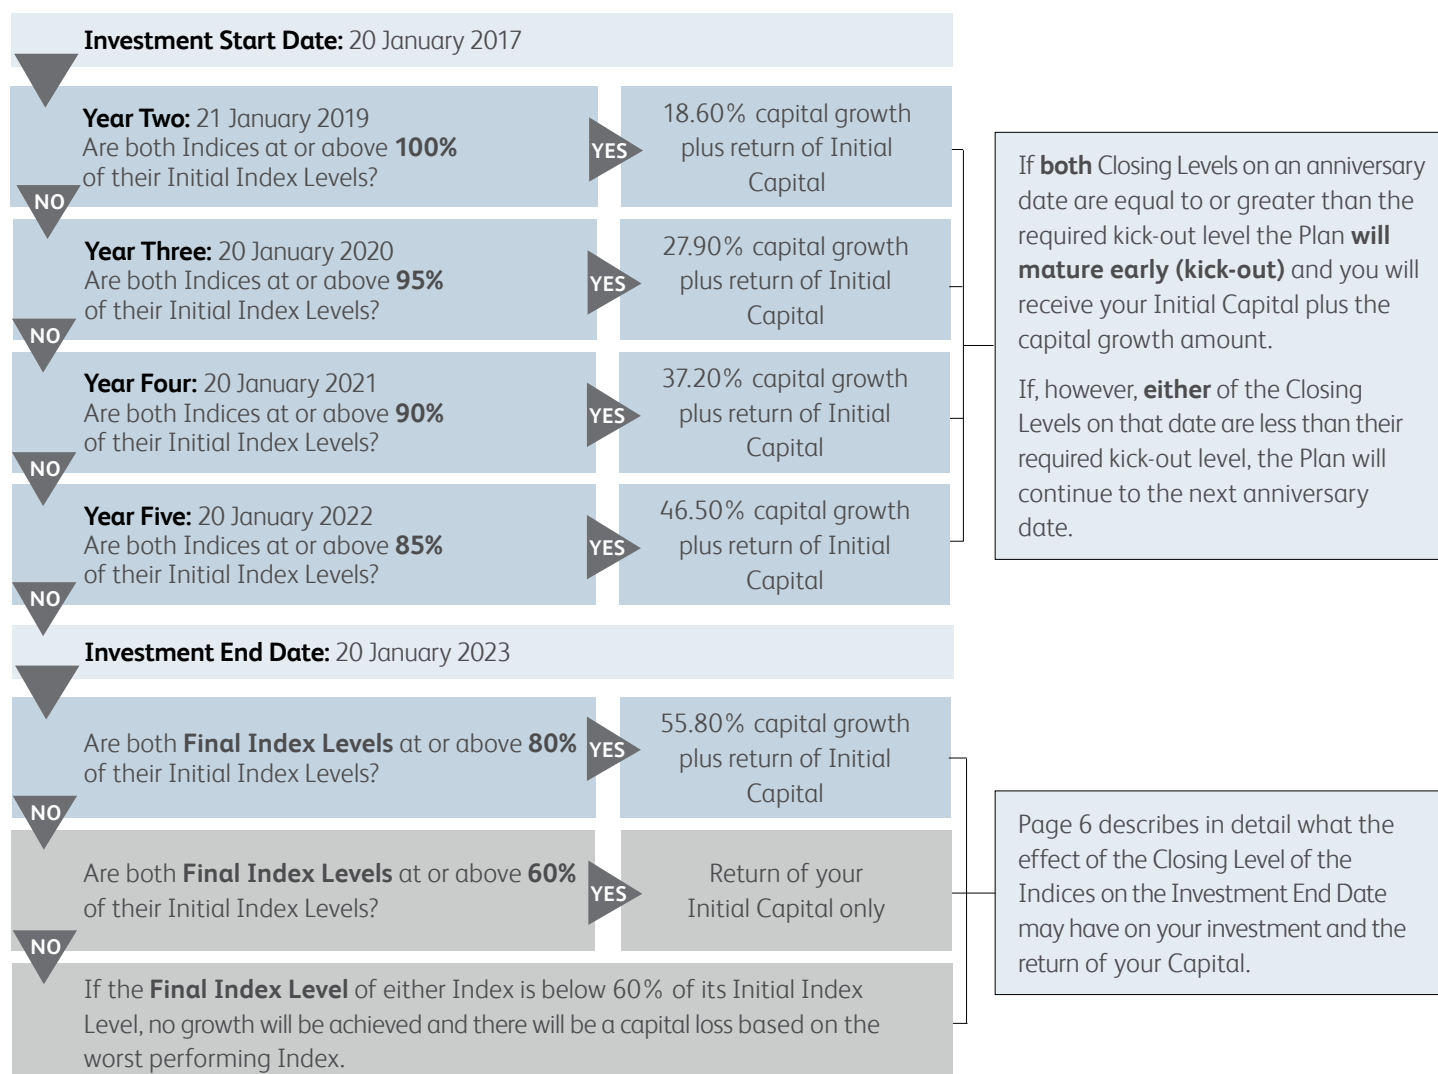 Investment Start Date: 20 January 2017
Year Two: 21 January 2019
Are both Indices at or above 100%
of their Initial Index Levels?
YES
18.60% capital growth
plus return of Initial
Capital
NO
Year Three: 20 January 2020
Are both Indices at or above 95%
of their Initial Index Levels?
YES
27.90% capital growth
plus return of Initial
Capital
NO
Year Four: 20 January 2021
Are both Indices at or above 90%
of their Initial Index Levels?
YES
37.20% capital growth
plus return of Initial
Capital
NO
Year Five: 20 January 2022
Are both Indices at or above 85%
of their Initial Index Levels?
YES
46.50% capital growth
plus return of Initial
Capital
NO
If both Closing Levels on an anniversary
date are equal to or greater than the
required kick-out level the Plan will
mature early (kick-out) and you will
receive your Initial Capital plus the
capital growth amount.
If, however, either of the Closing
Levels on that date are less than their
required kick-out level, the Plan will
continue to the next anniversary
date.
Investment End Date: 20 January 2023
Are both Final Index Levels at or above 80%
of their Initial Index Levels?
YES
55.80% capital growth
plus return of Initial
Capital
NO
Are both Final Index Levels at or above 60%
of their Initial Index Levels?
YES
Return of your
Initial Capital only
NO
If the Final Index Level of either Index is below 60% of its Initial Index
Level, no growth will be achieved and there will be a capital loss based on the
worst performing Index.
Page 6 describes in detail what the
effect of the Closing Level of the
Indices on the Investment End Date
may have on your investment and the
return of your Capital.